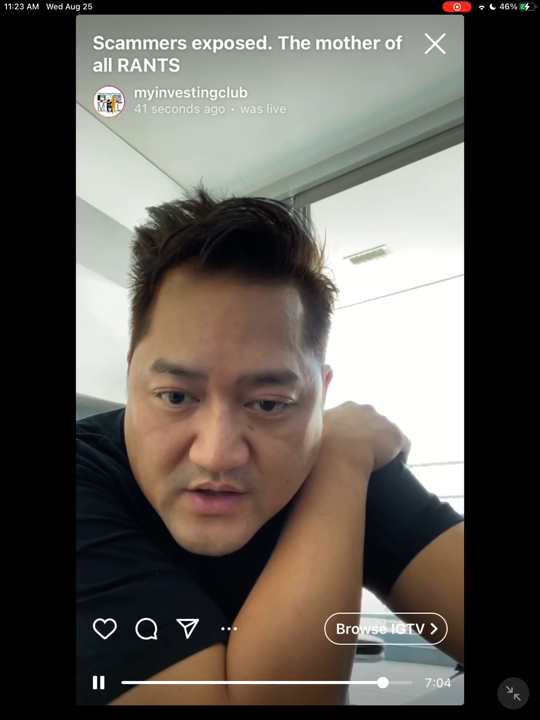 11:23 AM Wed Aug 25
46%
Scammers exposed. The mother of
all RANTS
myinvestingclub
41 seconds ago • was live
Browse IGTV
7:04